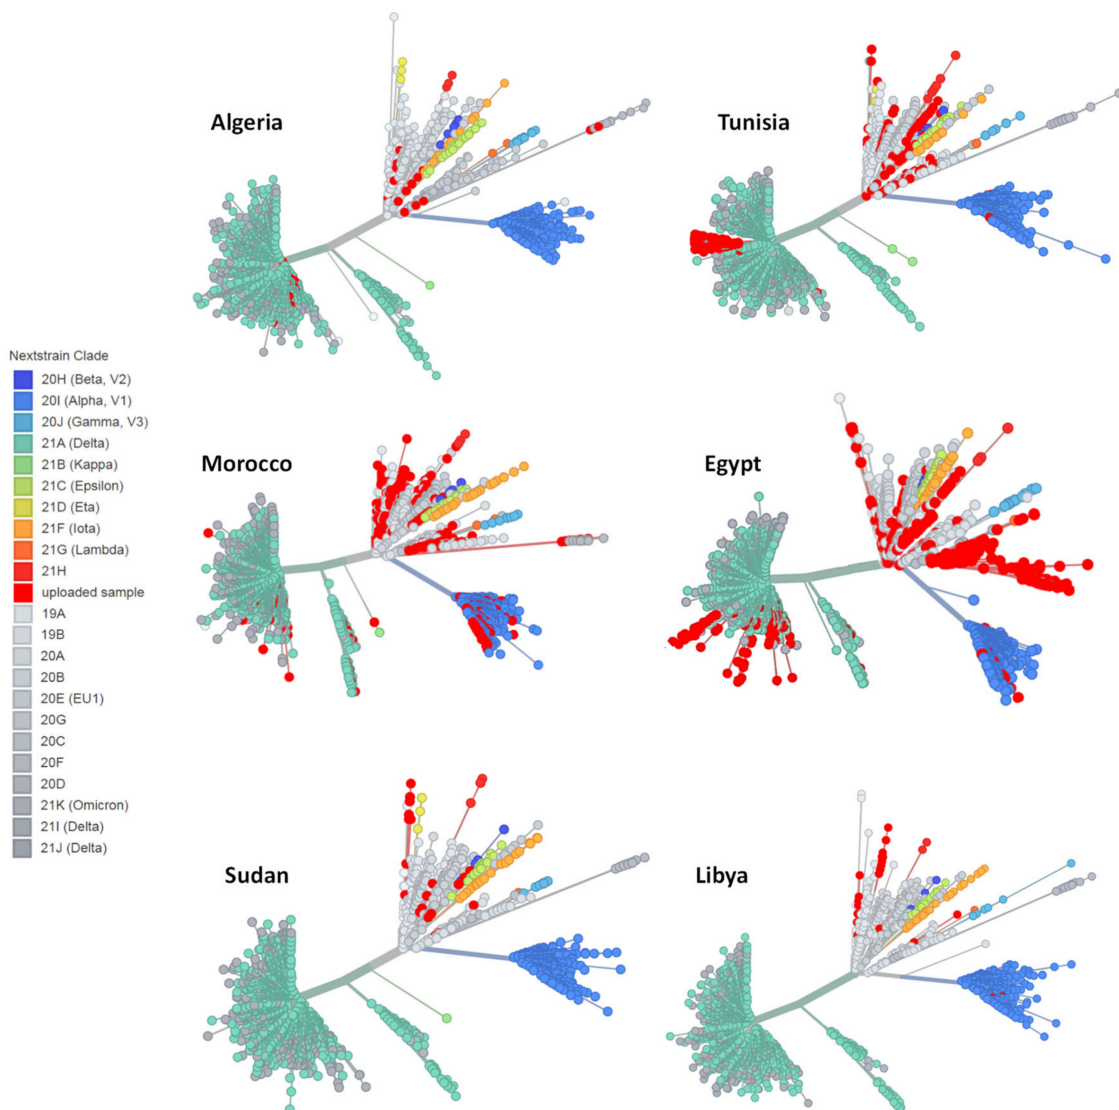 Algeria
Tunisia
Nextstrain Clade
20H (Beta, V2)
20I (Alpha, V1)
20J (Gamma, V3)
21A (Delta)
21B (Kappa)
21C (Epsilon)
21D (Eta)
21F (Iota)
21G (Lambda)
21H
uploaded sample
19A
19B
20A
20B
20E (EU1)
20G
20C
20F
20D
21K (Omicron)
21I (Delta)
21J (Delta)
Morocco
Egypt
Sudan
Libya